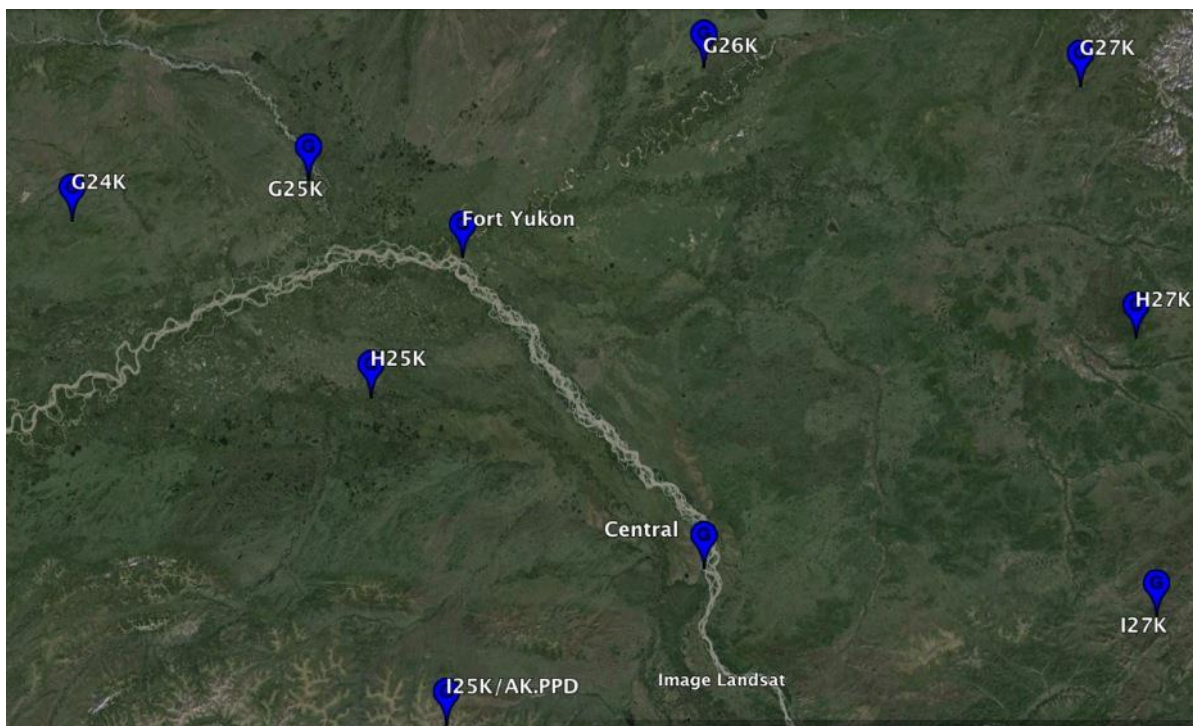 G26K
G27K
G24K
G25K
Fort Yukon
H27K
H25K
Central
I27K
I25K/AK.PPD
Image Landsat